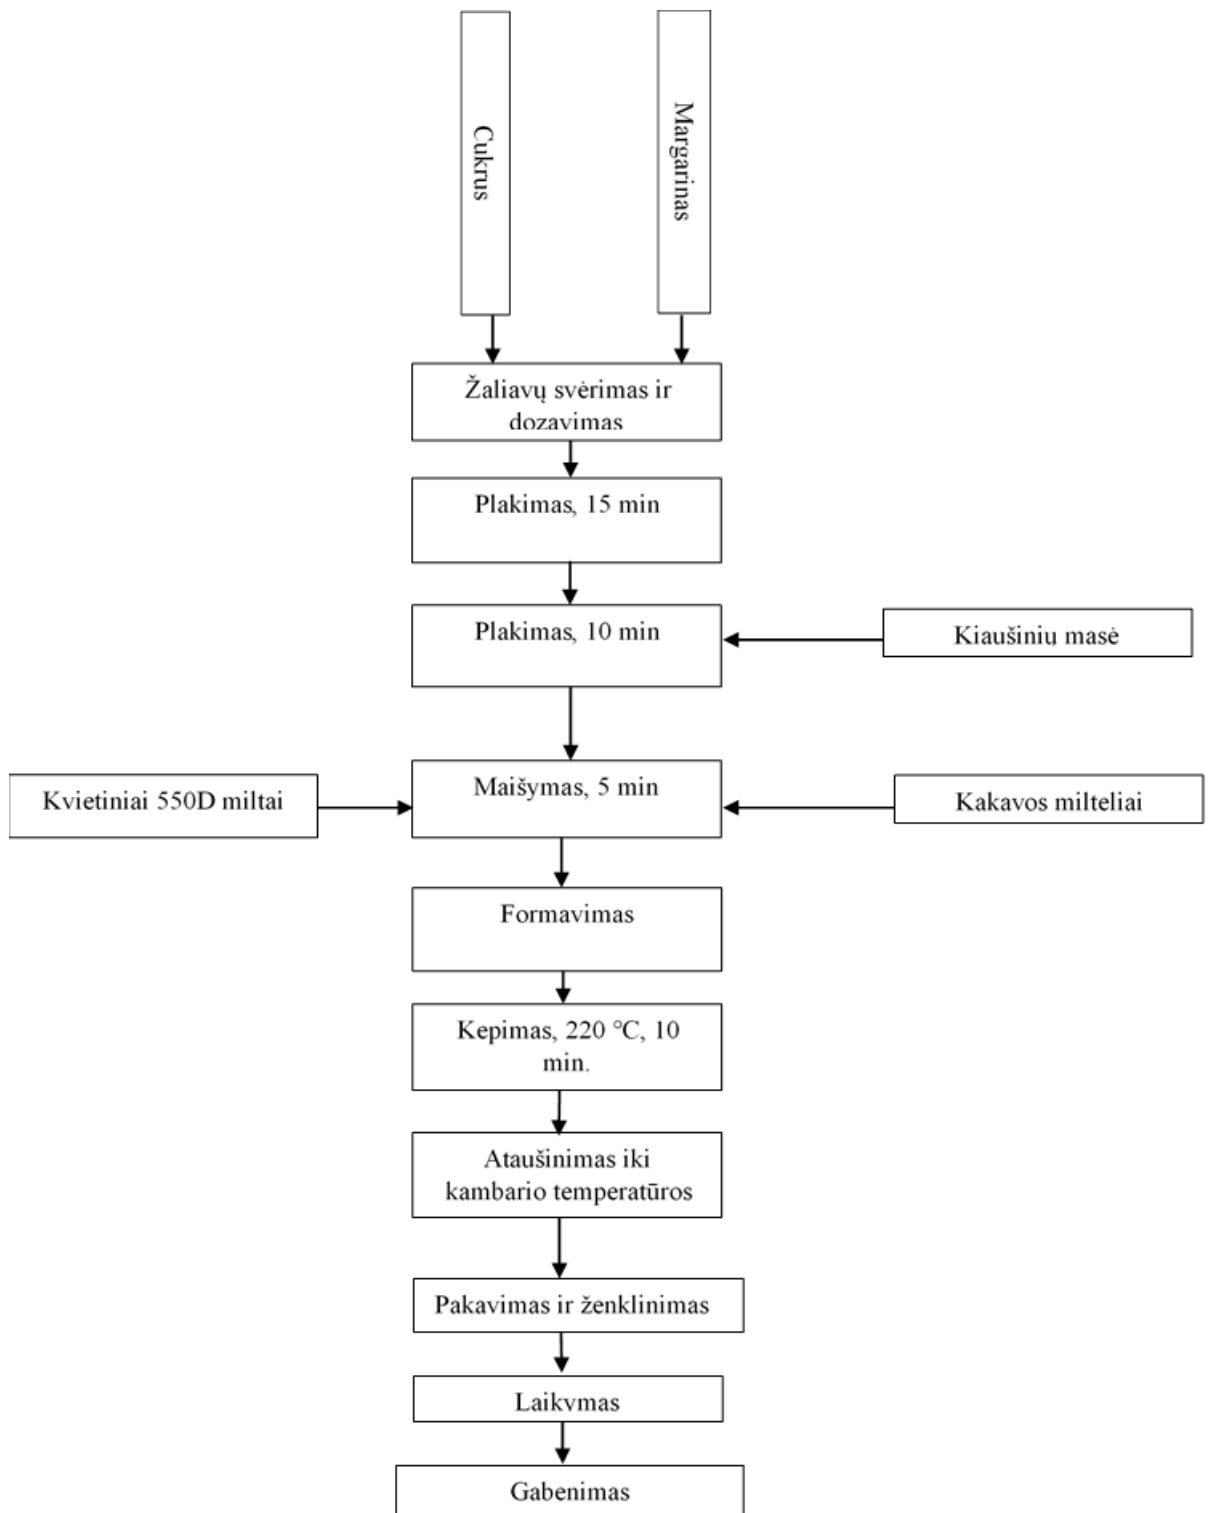 Cukrus
Margarinas
Žaliavų svėrimas ir
dozavimas
Plakimas, 15 min
Plakimas, 10 min
Kiaušinių masė
Kvietiniai 550D miltai
Maišymas, 5 min
Kakavos milteliai
Formavimas
Kepimas, 220 °C, 10
min.
Ataušinimas iki
kambario temperatūros
Pakavimas ir ženklinimas
Laikymas
Gabenimas